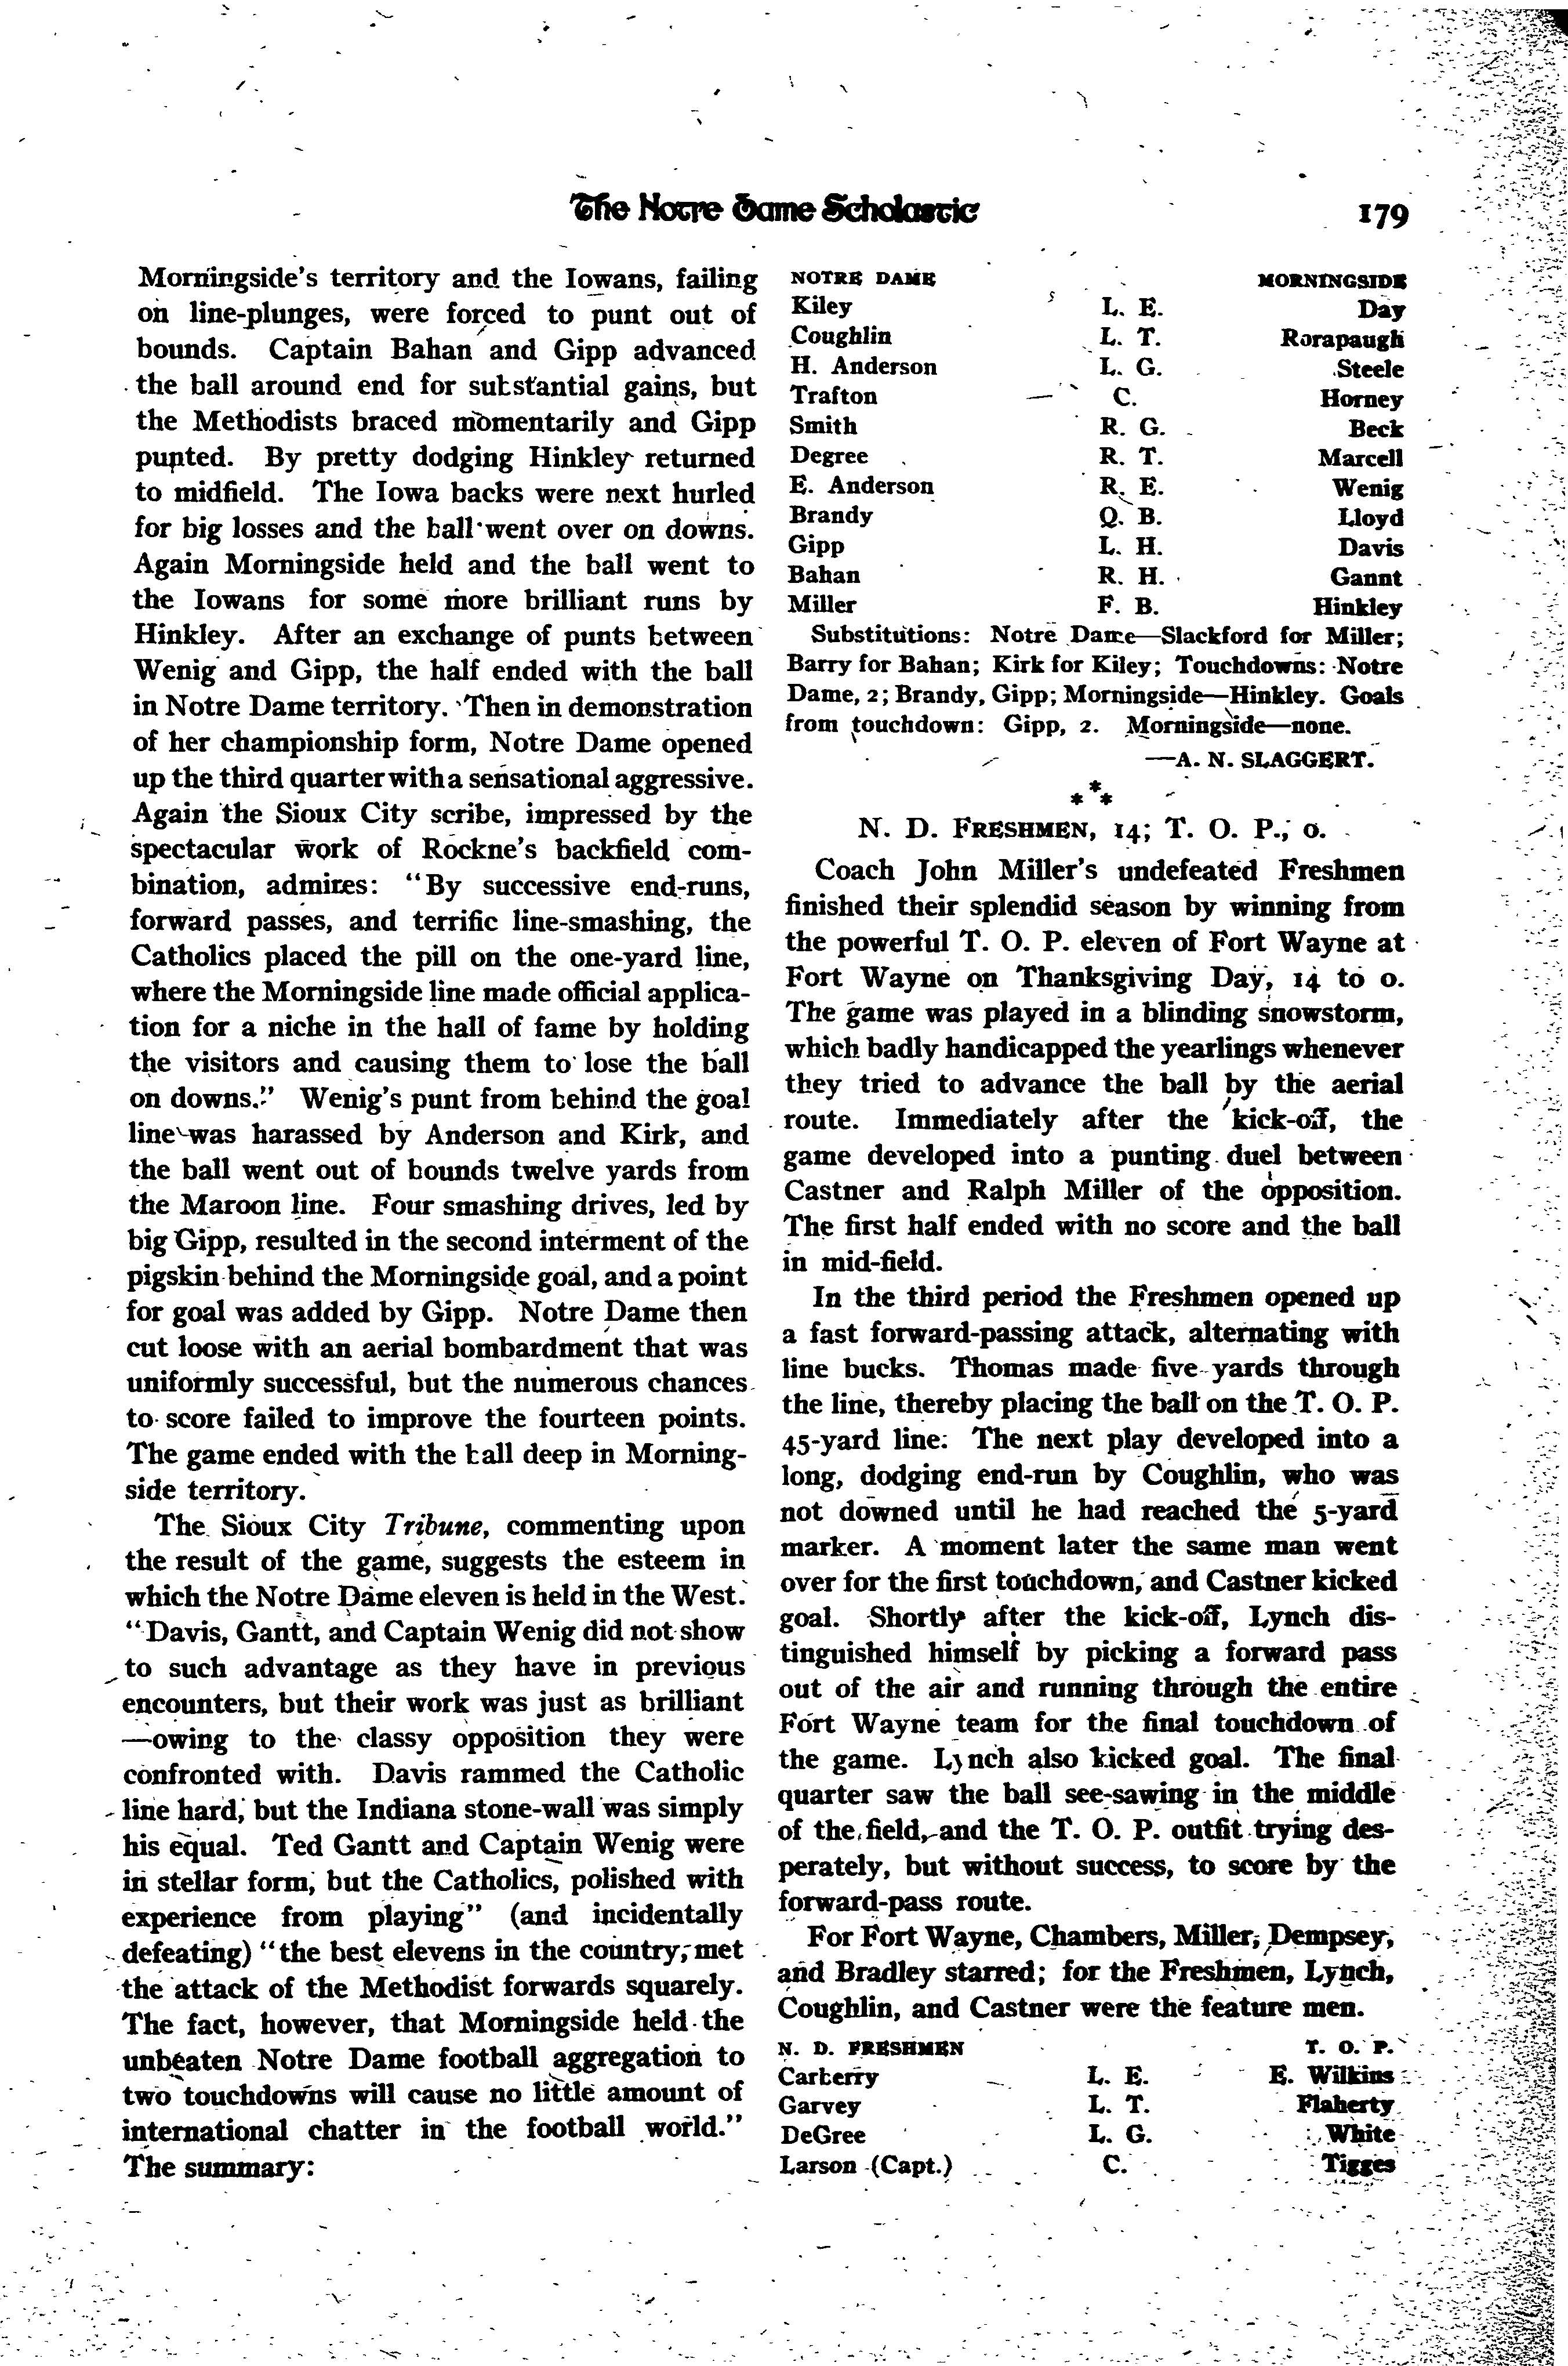 The Notre Dame Scholastic
179
Morningside's territory and the Iowans, failing
on line-plunges, were forced to punt out of
bounds. Captain Bahan and Gipp advanced
the ball around end for substantial gains, but
the Methodists braced momentarily and Gipp
punted. By pretty dodging Hinkley returned
to midfield. The Iowa backs were next hurled
for big losses and the ball went over on downs.
Again Morningside held and the ball went to
the Iowans for some more brilliant runs by
Hinkley. After an exchange of punts between
Wenig and Gipp, the half ended with the ball
in Notre Dame territory. Then in demonstration
of her championship form, Notre Dame opened
up the third quarter with a sensational aggressive.
Again the Sioux City scribe, impressed by the
spectacular work of Rockne's backfield com-
bination, admires: "By successive end-runs,
forward passes, and terrific line-smashing, the
Catholics placed the pill on the one-yard line,
where the Morningside line made official applica-
tion for a niche in the hall of fame by holding
the visitors and causing them to lose the ball
on downs." Wenig's punt from behind the goal
line was harassed by Anderson and Kirk, and
the ball went out of bounds twelve yards from
the Maroon line. Four smashing drives, led by
big Gipp, resulted in the second interment of the
pigskin behind the Morningside goal, and a point
for goal was added by Gipp. Notre Dame then
cut loose with an aerial bombardment that was
uniformly successful, but the numerous chances
to score failed to improve the fourteen points.
The game ended with the ball deep in Morning-
side territory.
The Sioux City Tribune, commenting upon
the result of the game, suggests the esteem in
which the Notre Dame eleven is held in the West.
"Davis, Gantt, and Captain Wenig did not show
to such advantage as they have in previous
encounters, but their work was just as brilliant
—owing to the classy opposition they were
confronted with. Davis rammed the Catholic
line hard, but the Indiana stone-wall was simply
his equal. Ted Gantt and Captain Wenig were
in stellar form, but the Catholics, polished with
experience from playing" (and incidentally
defeating) "the best elevens in the country, met
the attack of the Methodist forwards squarely.
The fact, however, that Morningside held the
unbeaten Notre Dame football aggregation to
two touchdowns will cause no little amount of
international chatter in the football world."
The summary:
NOTRE DAME MORNINGSIDE
Kiley L. E. Day
Coughlin L. T. Rorapaugh
H. Anderson L. G. Steele
Trafton C. Horney
Smith R. G. Beck
Degree R. T. Marcell
E. Anderson R. E. Wenig
Brandy Q. B. Lloyd
Gipp L. H. Davis
Bahan R. H. Gannt
Miller F. B. Hinkley
Substitutions: Notre Dame—Slackford for Miller;
Barry for Bahan; Kirk for Kiley; Touchdowns: Notre
Dame, 2; Brandy, Gipp; Morningside—Hinkley. Goals
from touchdown: Gipp, 2. Morningside—none.
—A. N. SLAGGERT.
***
N. D. FRESHMEN, 14; T. O. P., 0.
Coach John Miller's undefeated Freshmen
finished their splendid season by winning from
the powerful T. O. P. eleven of Fort Wayne at
Fort Wayne on Thanksgiving Day, 14 to 0.
The game was played in a blinding snowstorm,
which badly handicapped the yearlings whenever
they tried to advance the ball by the aerial
route. Immediately after the kick-off, the
game developed into a punting duel between
Castner and Ralph Miller of the opposition.
The first half ended with no score and the ball
in mid-field.
In the third period the Freshmen opened up
a fast forward-passing attack, alternating with
line bucks. Thomas made five yards through
the line, thereby placing the ball on the T. O. P.
45-yard line. The next play developed into a
long, dodging end-run by Coughlin, who was
not downed until he had reached the 5-yard
marker. A moment later the same man went
over for the first touchdown, and Castner kicked
goal. Shortly after the kick-off, Lynch dis-
tinguished himself by picking a forward pass
out of the air and running through the entire
Fort Wayne team for the final touchdown of
the game. Lynch also kicked goal. The final
quarter saw the ball see-sawing in the middle
of the field, and the T. O. P. outfit trying des-
perately, but without success, to score by the
forward-pass route.
For Fort Wayne, Chambers, Miller, Dempsey,
and Bradley starred; for the Freshmen, Lynch,
Coughlin, and Castner were the feature men.
N. D. FRESHMEN T. O. P.
Carberry L. E. E. Wilkins
Garvey L. T. Flaherty
DeGree L. G. White
Larson (Capt.) C. Tigges